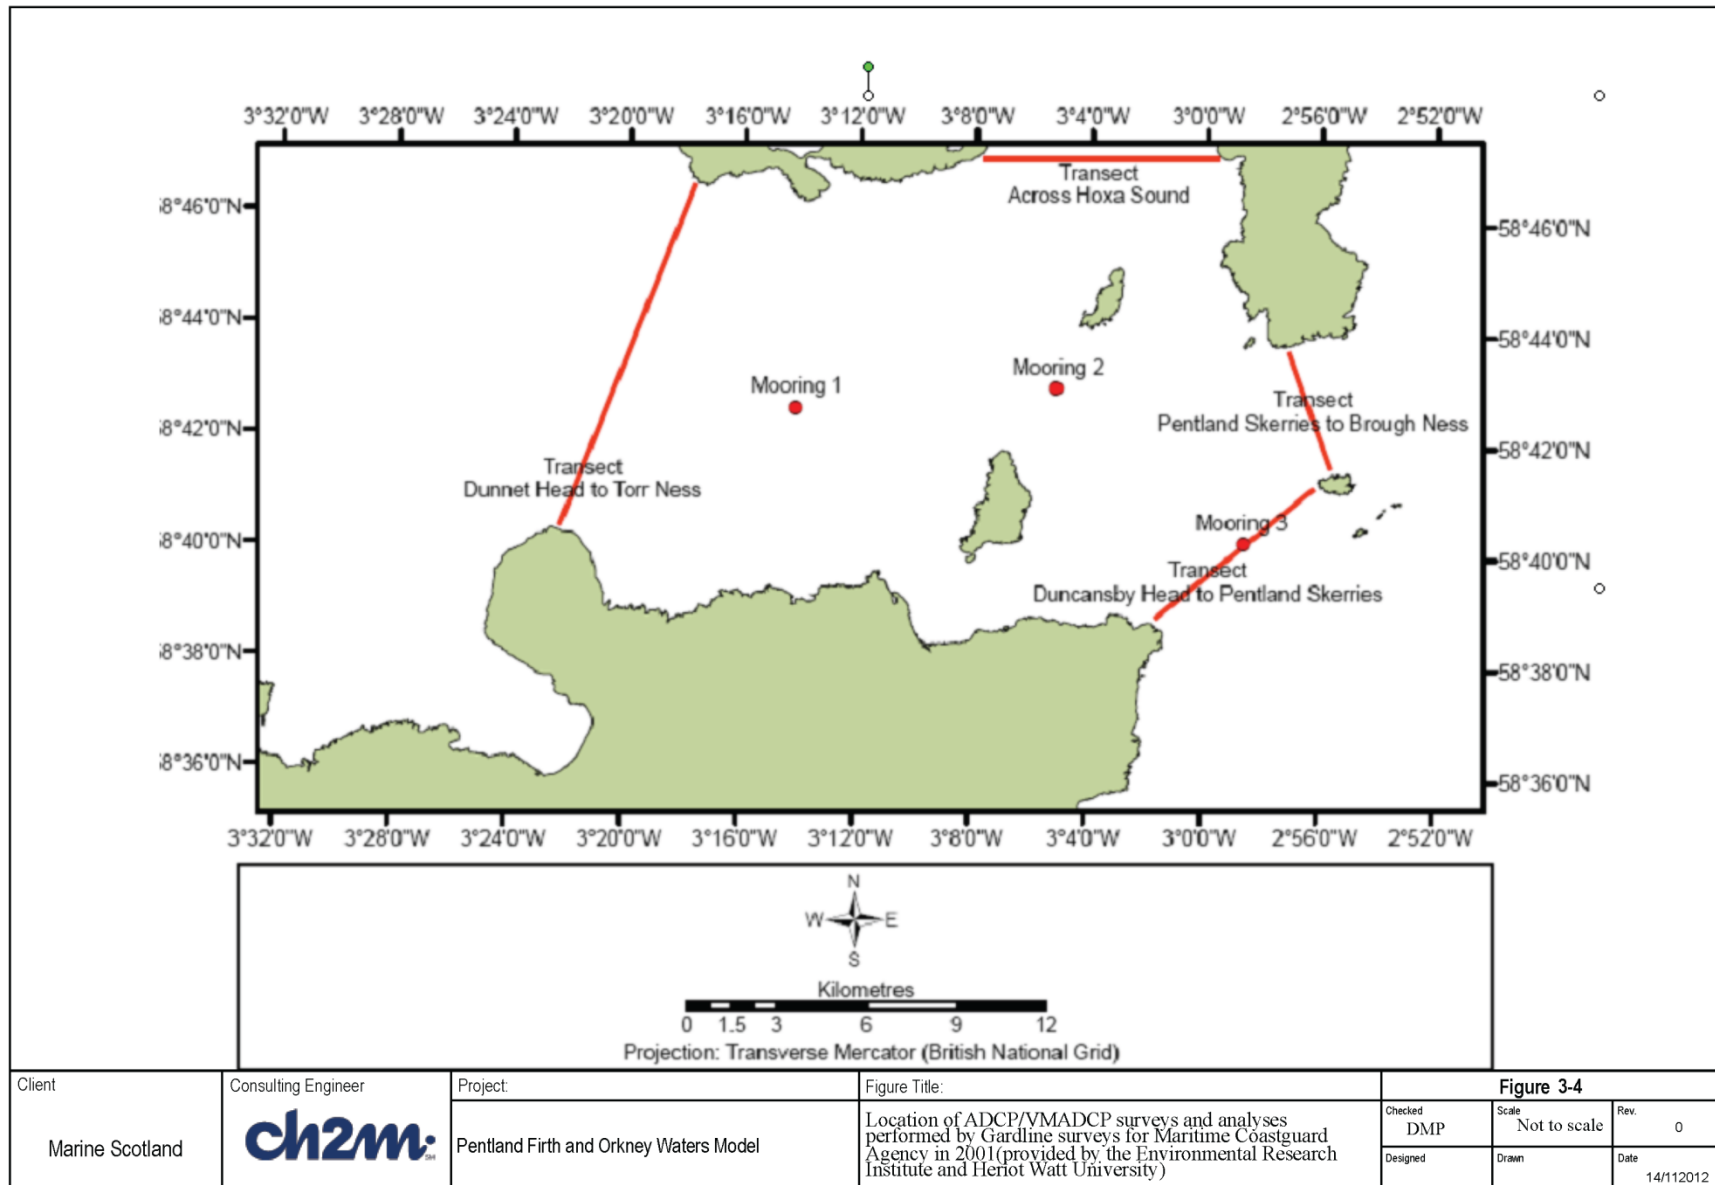 3°32'0"W 3°28'0"W 3°24'0"W 3°20'0"W 3°16'0"W 3°12'0"W 3°8'0"W 3°4'0"W 3°0'0"W 2°56'0"W 2°52'0"W
Transect
Across Hoxa Sound
58°46'0"N
58°46'0"N
58°44'0"N
58°44'0"N
Mooring 2
Mooring 1
Transect
Pentland Skerries to Brough Ness
58°42'0"N
58°42'0"N
Transect
Dunnet Head to Torr Ness
Mooring 3
58°40'0"N
58°40'0"N
Transect
Duncansby Head to Pentland Skerries
58°38'0"N
58°38'0"N
58°36'0"N
58°36'0"N
3°32'0"W 3°28'0"W 3°24'0"W 3°20'0"W 3°16'0"W 3°12'0"W 3°8'0"W 3°4'0"W 3°0'0"W 2°56'0"W 2°52'0"W
N
W E
S
Kilometres
0 1.5 3 6 9 12
Projection: Transverse Mercator (British National Grid)
Client
Marine Scotland
Consulting Engineer
ch2m:
SM
Project:
Pentland Firth and Orkney Waters Model
Figure Title:
Location of ADCP/VMADCP surveys and analyses
performed by Gardline surveys for Maritime Coastguard
Agency in 2001(provided by the Environmental Research
Institute and Heriot Watt University)
Figure 3-4
Checked
DMP
Scale
Not to scale
Rev.
0
Designed
Drawn
Date
14/112012